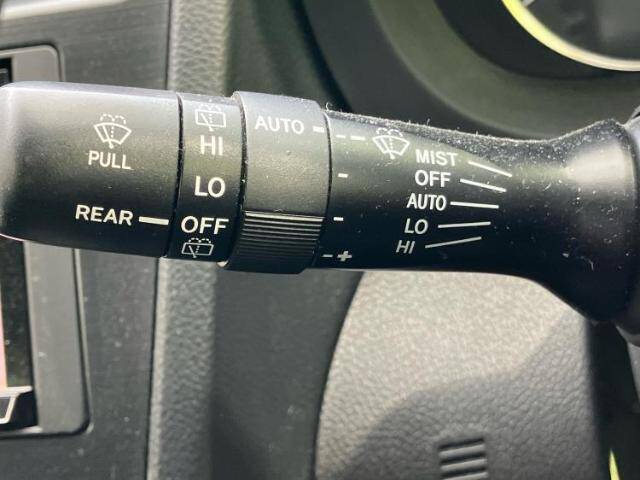 PULL
REAR
HI
LO
OFF
AUTO
- +
MIST
OFF
AUTO
LO
HI